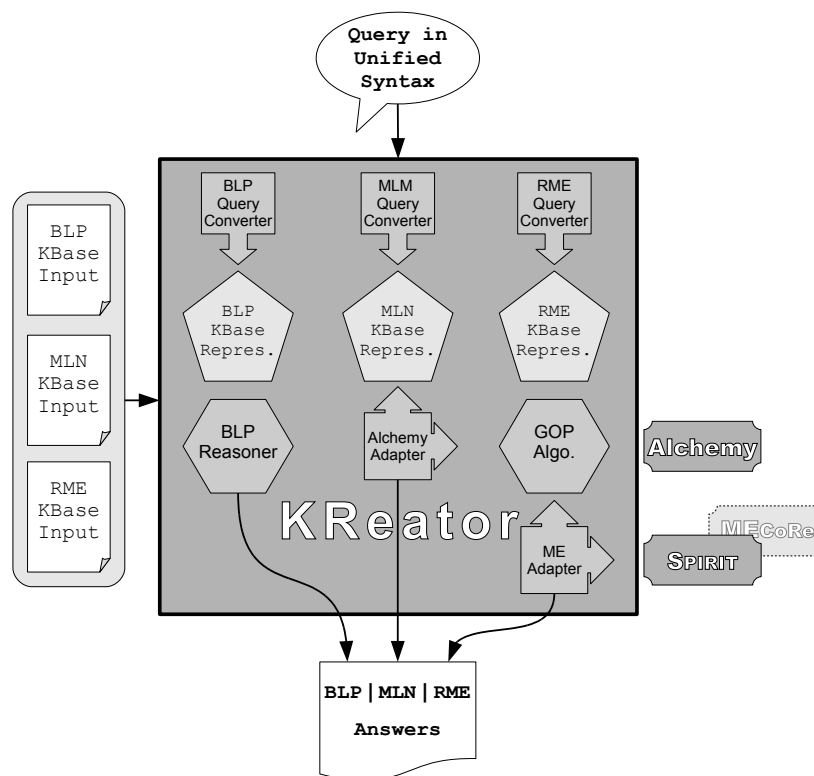 Query in
Unified
Syntax
BLP
Query
Converter
MLM
Query
Converter
RME
Query
Converter
BLP
KBase
Input
MLN
KBase
Input
RME
KBase
Input
BLP
KBase
Repres.
MLN
KBase
Repres.
RME
KBase
Repres.
BLP
Reasoner
Alchemy
Adapter
GOP
Algo.
Alchemy
KReator
ME
Adapter
MECoRe
SPIRIT
BLP|MLN|RME
Answers